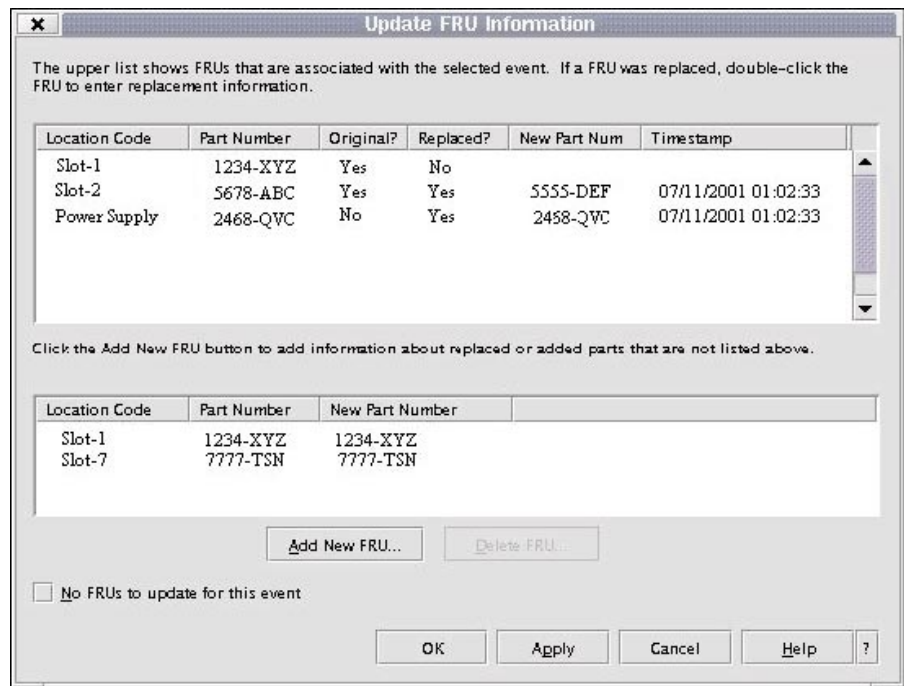 Update FRU Information
The upper list shows FRUs that are associated with the selected event. If a FRU was replaced, double-click the
FRU to enter replacement information.
Location Code Part Number Original? Replaced? New Part Num Timestamp
Slot-1 1234-XYZ Yes No
Slot-2 5678-ABC Yes Yes 5555-DEF 07/11/2001 01:02:33
Power Supply 2468-QVC No Yes 2468-QVC 07/11/2001 01:02:33
Click the Add New FRU button to add information about replaced or added parts that are not listed above.
Location Code Part Number New Part Number
Slot-1 1234-XYZ 1234-XYZ
Slot-7 7777-TSN 7777-TSN
Add New FRU... Delete FRU...
No FRUs to update for this event
OK Apply Cancel Help ?